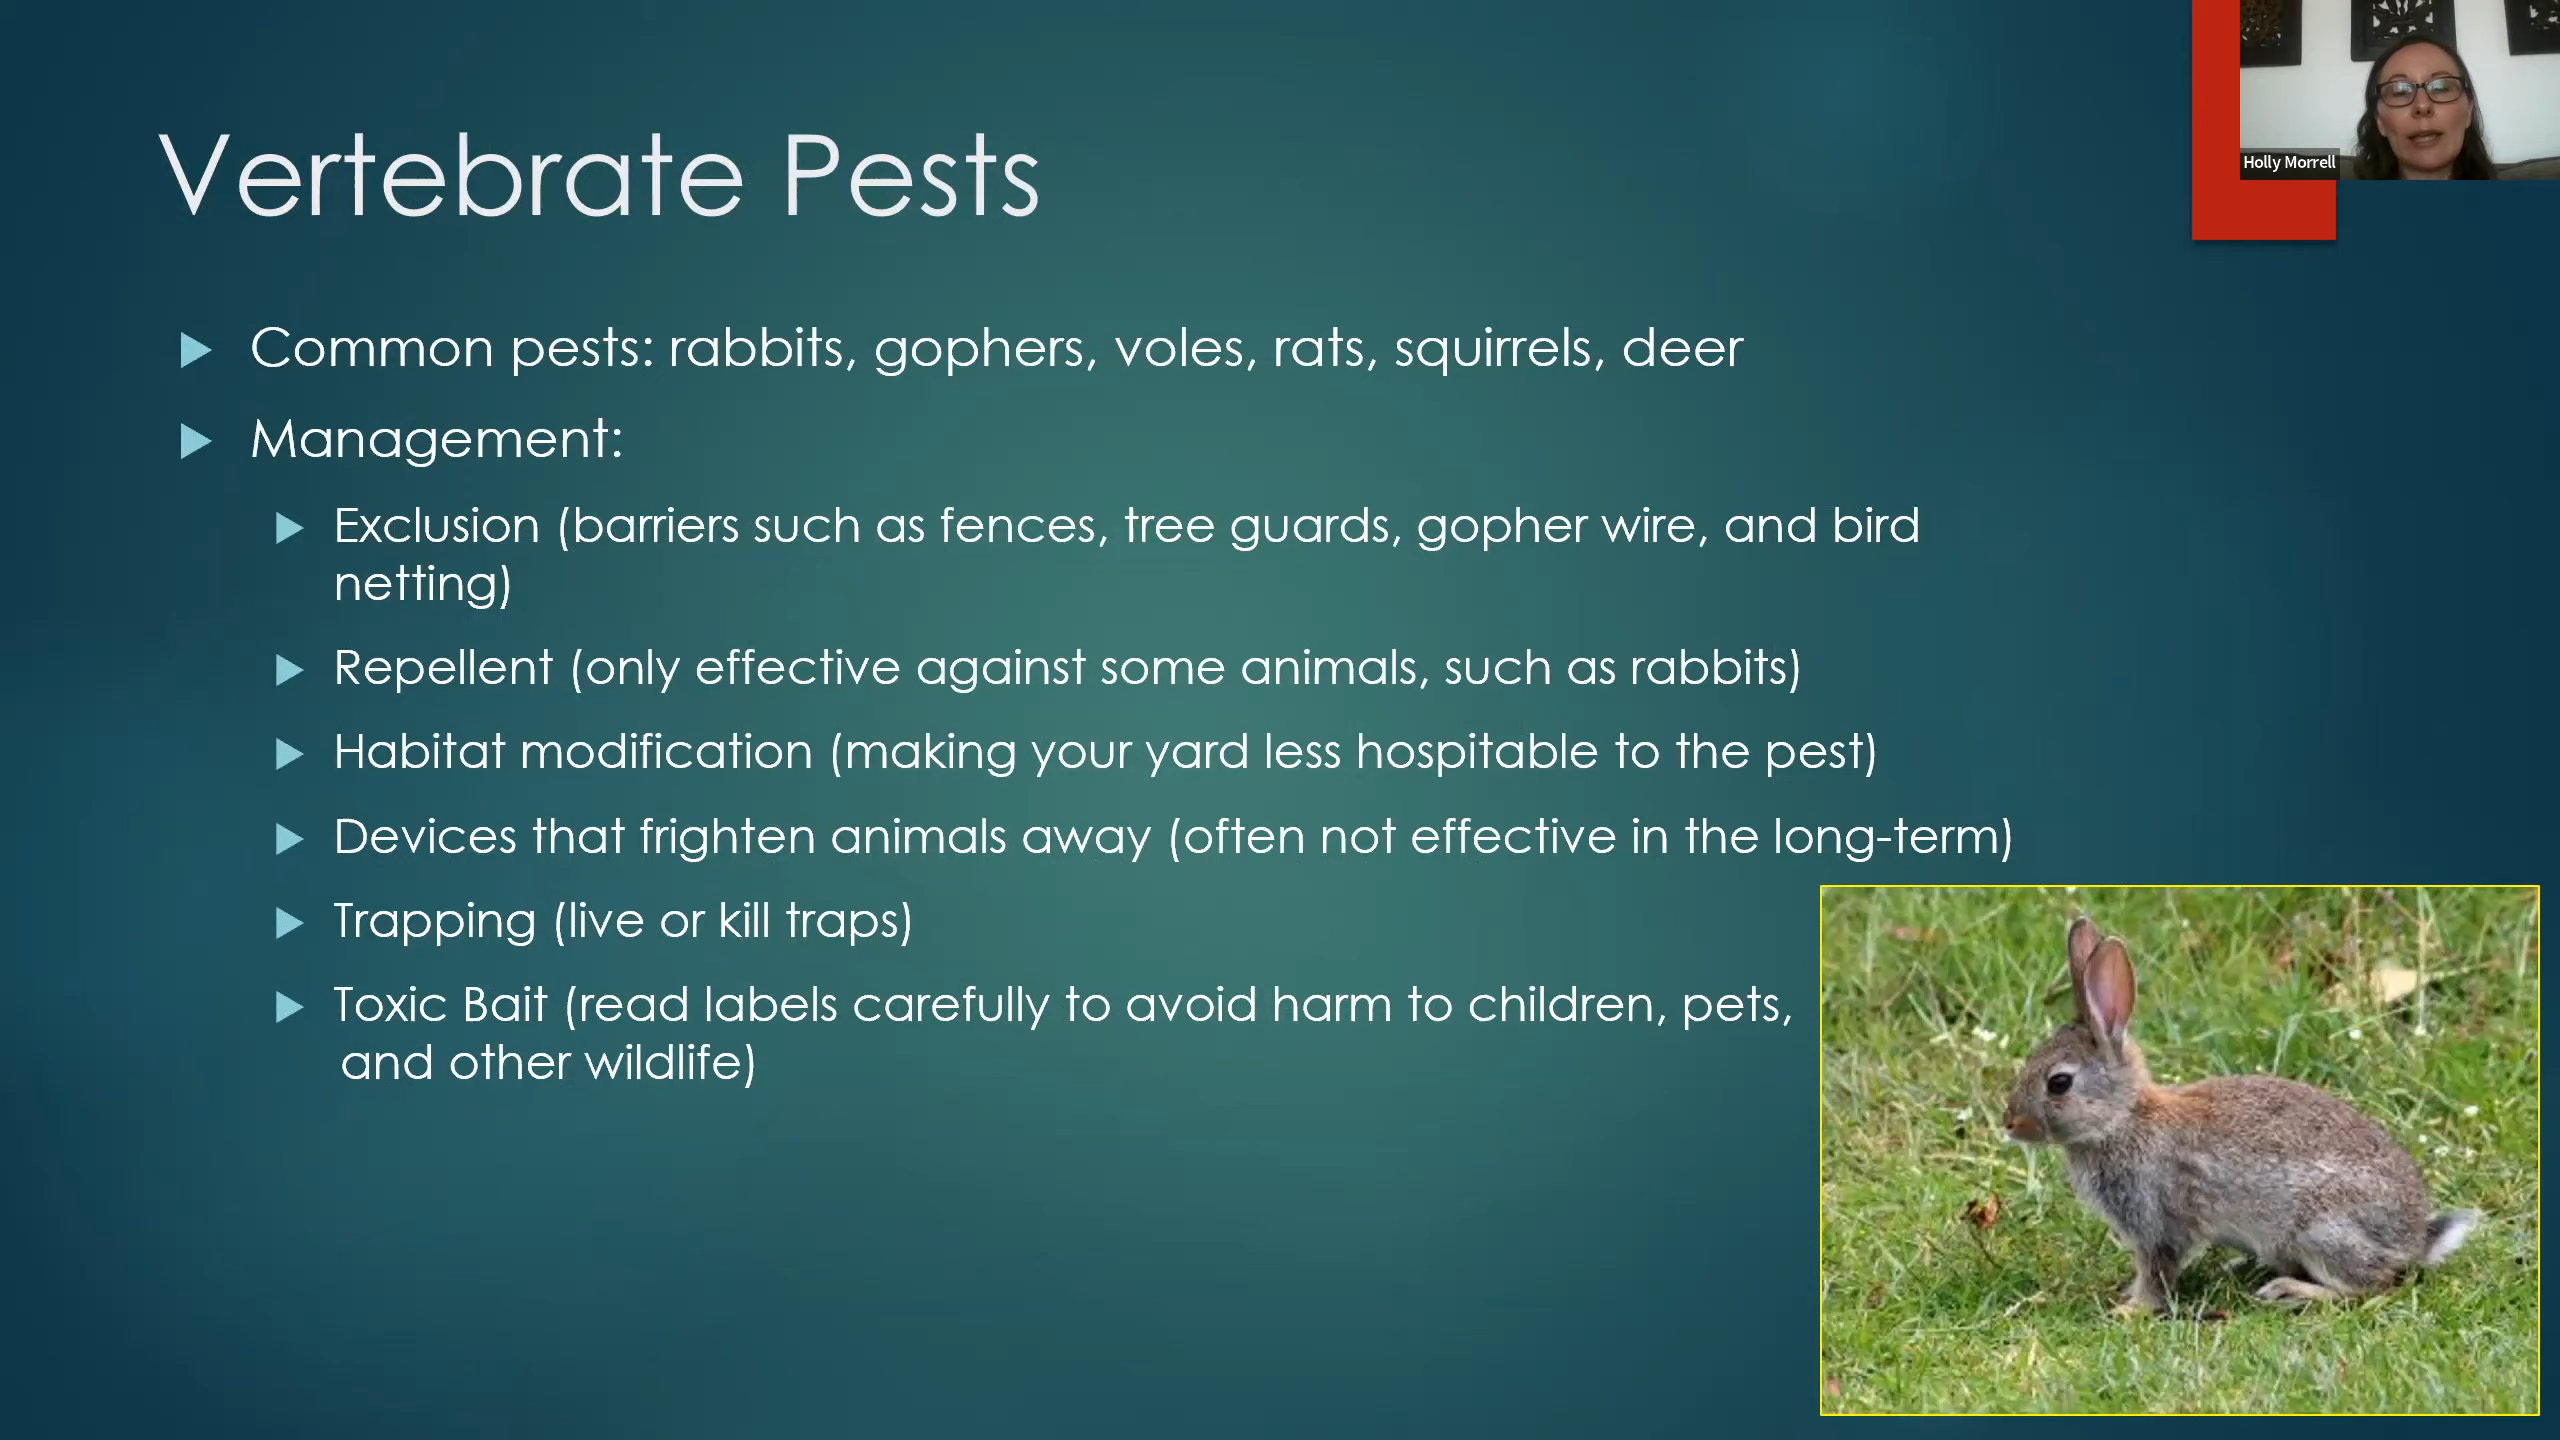 Vertebrate Pests
Holly Morrell
Common pests: rabbits, gophers, voles, rats, squirrels, deer
Management:
Exclusion (barriers such as fences, tree guards, gopher wire, and bird
netting)
Repellent (only effective against some animals, such as rabbits)
Habitat modification (making your yard less hospitable to the pest)
Devices that frighten animals away (often not effective in the long-term)
Trapping (live or kill traps)
Toxic Bait (read labels carefully to avoid harm to children, pets,
and other wildlife)